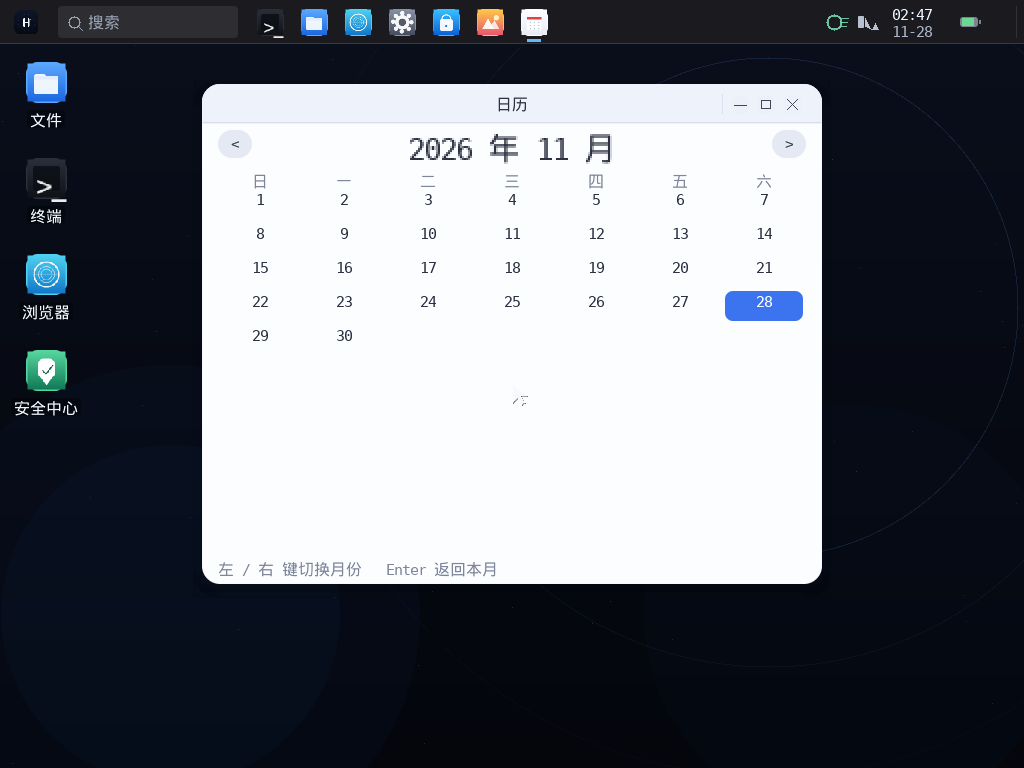 H 搜索 02:47
11-28
文件
终端
浏览器
安全中心
日历
< 2026 年 11 月 >
日 一 二 三 四 五 六
1 2 3 4 5 6 7
8 9 10 11 12 13 14
15 16 17 18 19 20 21
22 23 24 25 26 27 28
29 30
左 / 右 键切换月份 Enter 返回本月